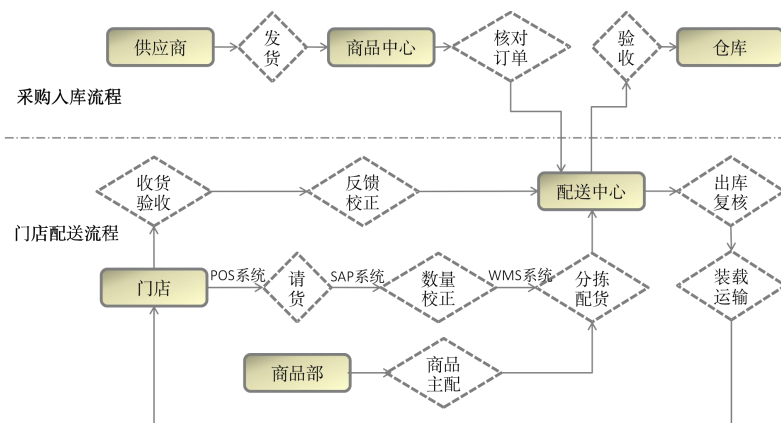 供应商
发
货
商品中心
核对
订单
验
收
仓库
采购入库流程
收货
验收
反馈
校正
配送中心
出库
复核
门店配送流程
门店
POS系统
请
货
SAP系统
数量
校正
WMS系统
分拣
配货
装载
运输
商品部
商品
主配